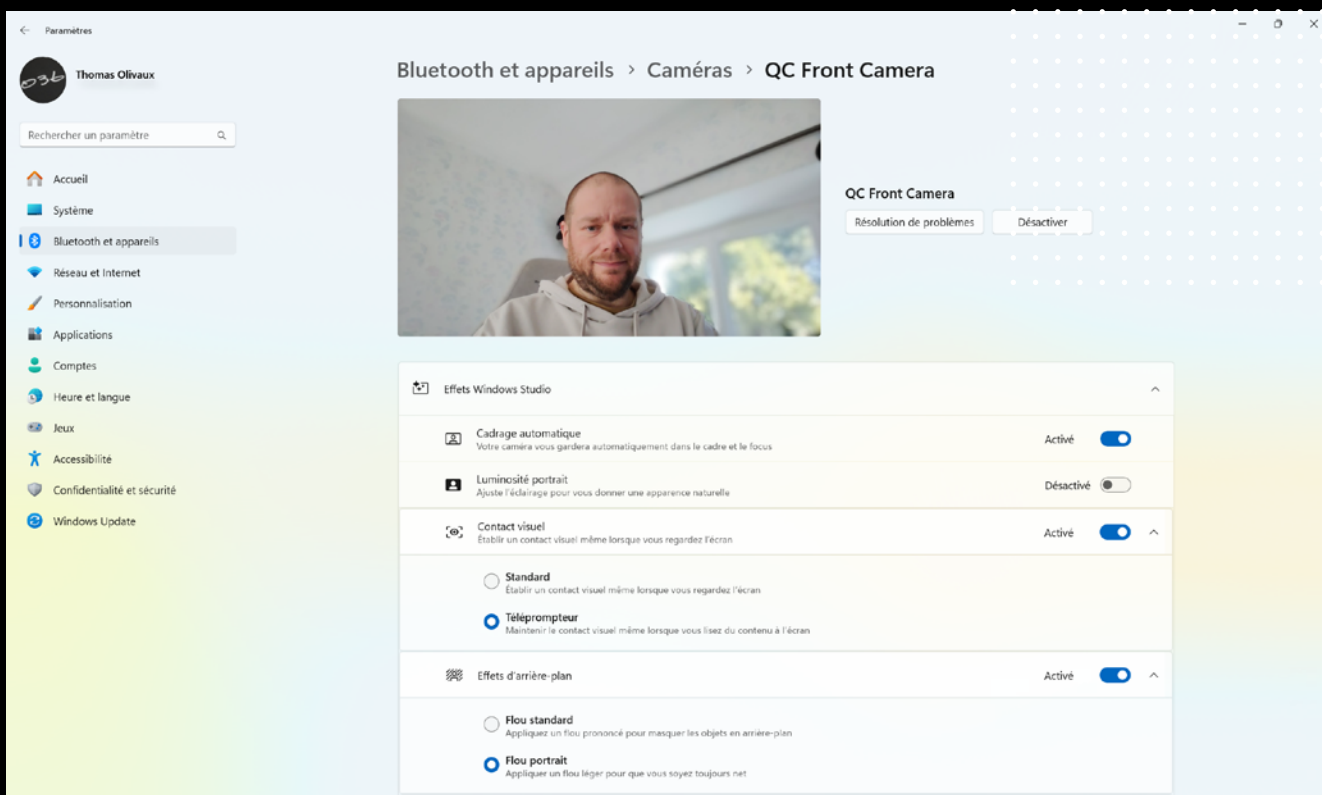 Paramètres
Thomas Olivaux
Rechercher un paramètre
Accueil
Système
Bluetooth et appareils
Réseau et Internet
Personnalisation
Applications
Comptes
Heure et langue
Jeux
Accessibilité
Confidentialité et sécurité
Windows Update
Bluetooth et appareils > Caméras > QC Front Camera
QC Front Camera
Résolution de problèmes Désactiver
Effets Windows Studio
Cadrage automatique
Votre caméra vous gardera automatiquement dans le cadre et le focus
Activé
Luminosité portrait
Ajuste l'éclairage pour vous donner une apparence naturelle
Désactivé
Contact visuel
Établir un contact visuel même lorsque vous regardez l'écran
Activé
Standard
Établir un contact visuel même lorsque vous regardez l'écran
Téléprompteur
Maintenir le contact visuel même lorsque vous lisez du contenu à l'écran
Effets d'arrière-plan
Activé
Flou standard
Appliquez un flou prononcé pour masquer les objets en arrière-plan
Flou portrait
Appliquer un flou léger pour que vous soyez toujours net